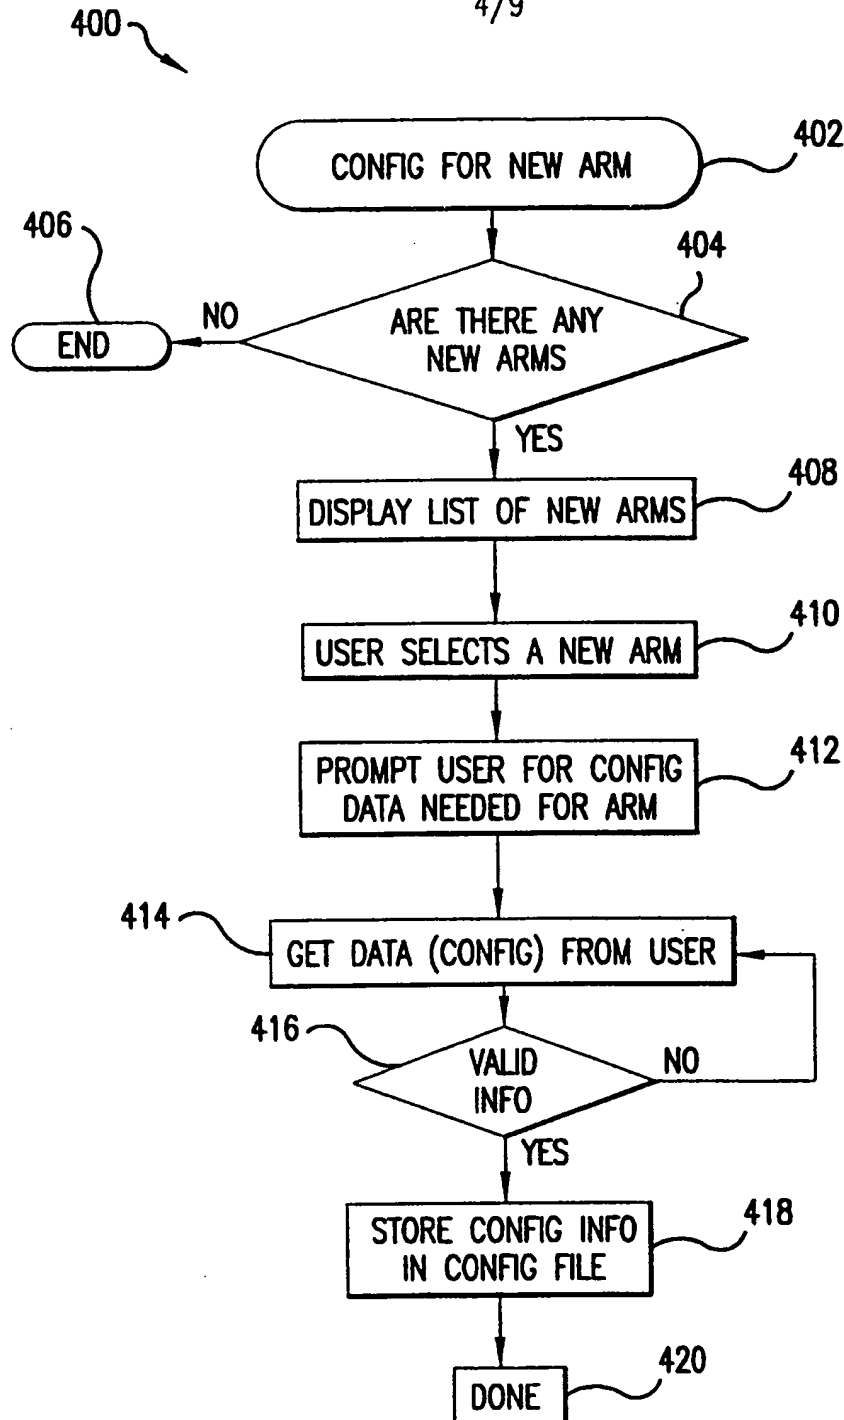 400
4/9
CONFIG FOR NEW ARM
402
406
404
END
NO
ARE THERE ANY
NEW ARMS
YES
DISPLAY LIST OF NEW ARMS
408
USER SELECTS A NEW ARM
410
PROMPT USER FOR CONFIG
DATA NEEDED FOR ARM
412
414
GET DATA (CONFIG) FROM USER
416
VALID
INFO
NO
YES
STORE CONFIG INFO
IN CONFIG FILE
418
DONE
420